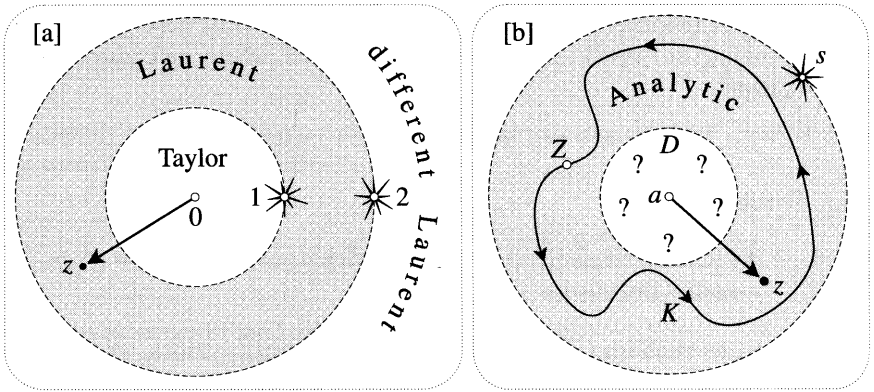 [a]
Laurent
different Laurent
Taylor
1
2
0
z
[b]
s
Analytic
Z
D
? ?
? a ?
?
z
K